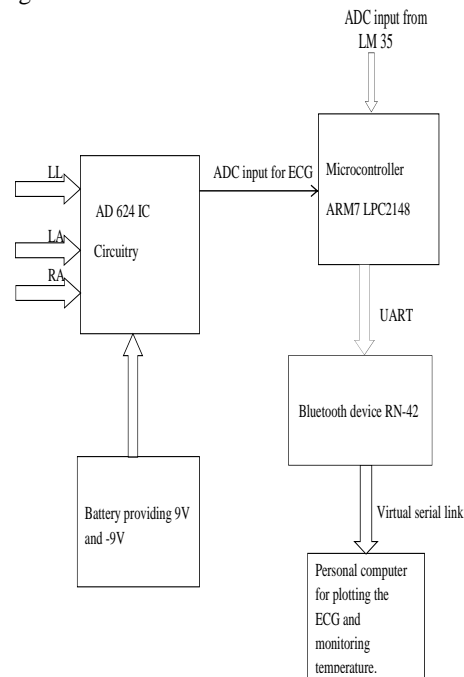 ADC input from
LM 35
LL
LA
RA
AD 624 IC
Circuitry
ADC input for ECG
Microcontroller
ARM7 LPC2148
UART
Bluetooth device RN-42
Battery providing 9V
and -9V
Virtual serial link
Personal computer
for plotting the
ECG and
monitoring
temperature.